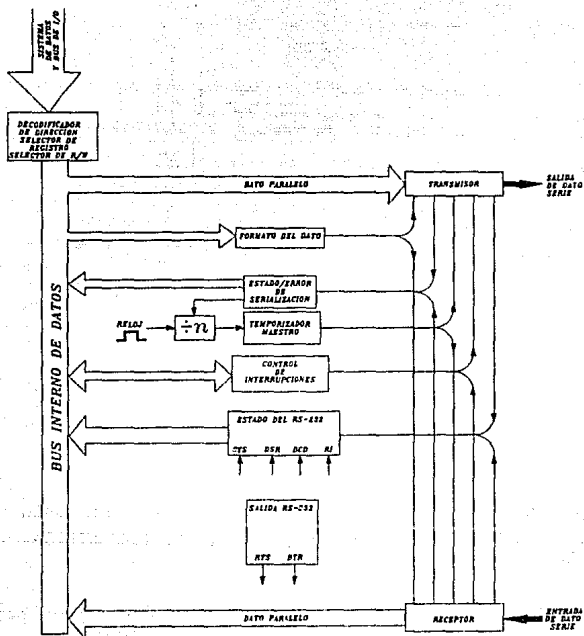 SISTEMA
DE DATOS
Y BUS DE I/O
DECODIFICADOR
DE DIRECCION
SELECTOR DE
REGISTRO
SELECTOR DE R/W
DATO PARALELO
TRANSMISOR
SALIDA
DE DATO
SERIE
FORMATO DEL DATO
ESTADO/ERROR
DE
SERIALIZACION
RELOJ
÷n
TEMPORIZADOR
MAESTRO
CONTROL
DE
INTERRUPCIONES
BUS INTERNO DE DATOS
ESTADO DEL RS-232
CTS DSR DCD RI
SALIDA RS-232
RTS DTR
DATO PARALELO
RECEPTOR
ENTRADA
DE DATO
SERIE